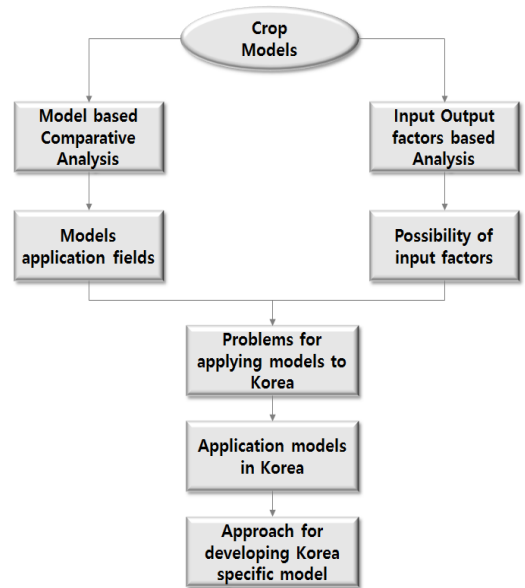 Crop
Models
Model based
Comparative
Analysis
Input Output
factors based
Analysis
Models
application fields
Possibility of
input factors
Problems for
applying models to
Korea
Application models
in Korea
Approach for
developing Korea
specific model